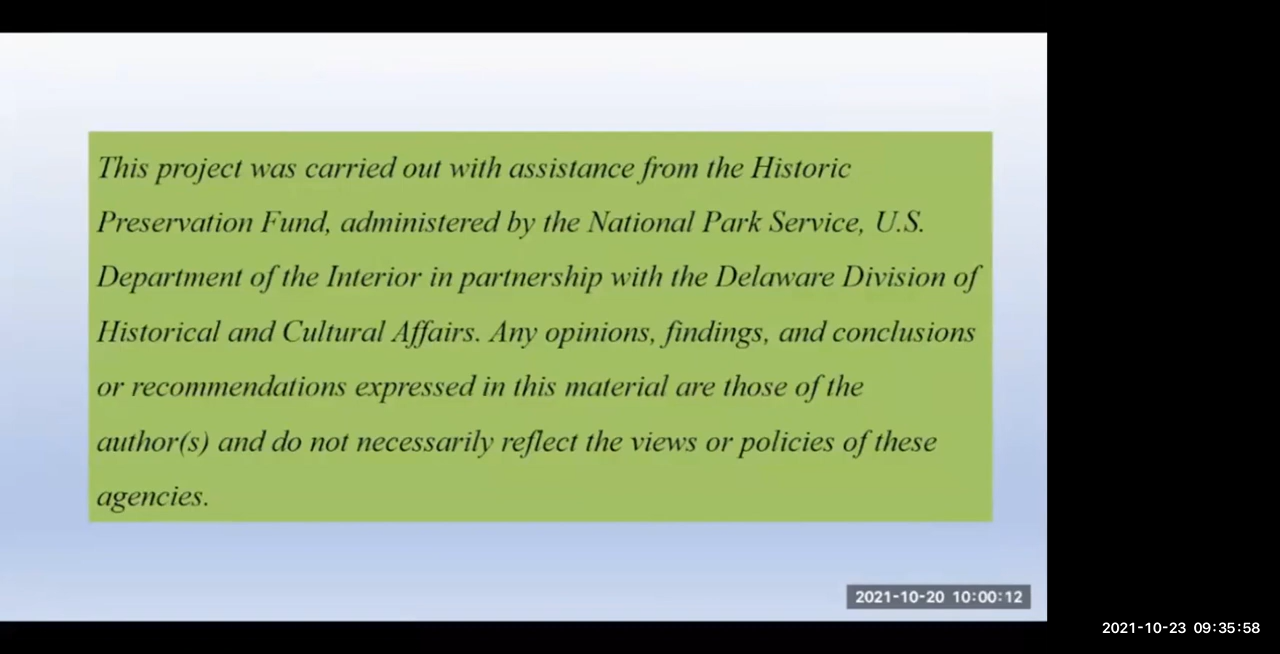 This project was carried out with assistance from the Historic
Preservation Fund, administered by the National Park Service, U.S.
Department of the Interior in partnership with the Delaware Division of
Historical and Cultural Affairs. Any opinions, findings, and conclusions
or recommendations expressed in this material are those of the
author(s) and do not necessarily reflect the views or policies of these
agencies.
2021-10-20 10:00:12
2021-10-23 09:35:58